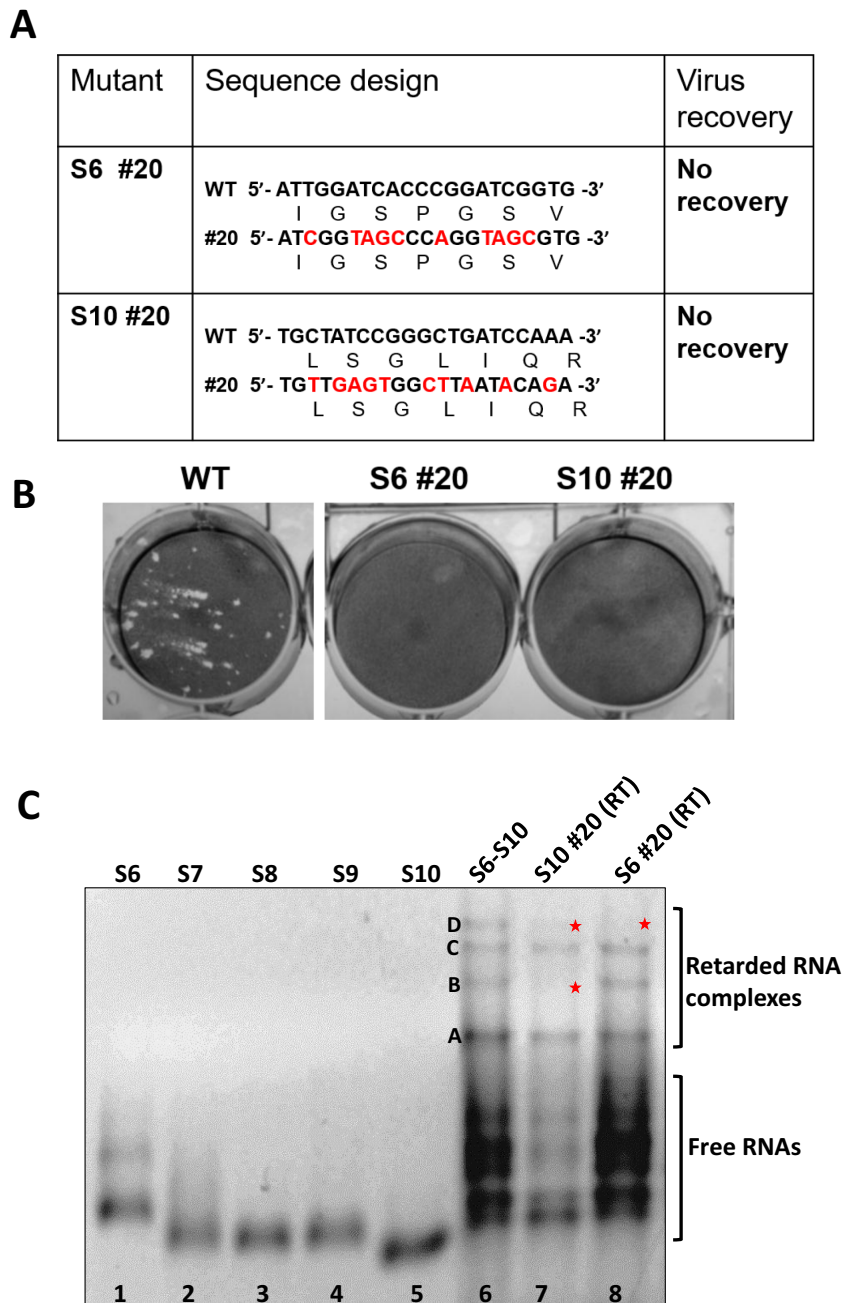 A
Mutant Sequence design Virus recovery
S6 #20 No recovery
WT 5’- ATTGGATCACCCGGATCGGTG -3’
I G S P G S V
#20 5’- ATCGGTAGCCCAGGTAGCGTG -3’
I G S P G S V
S10 #20 No recovery
WT 5’- TGCTATCCGGGCTGATCCAAA -3’
L S G L I Q R
#20 5’- TGTTGAGTGGCTTAATACAGA -3’
L S G L I Q R
B
WT S6 #20 S10 #20
C
S6 S7 S8 S9 S10 S6-S10 S10 #20 (RT) S6 #20 (RT)
D
C
B
A
Retarded RNA
complexes
Free RNAs
1 2 3 4 5 6 7 8